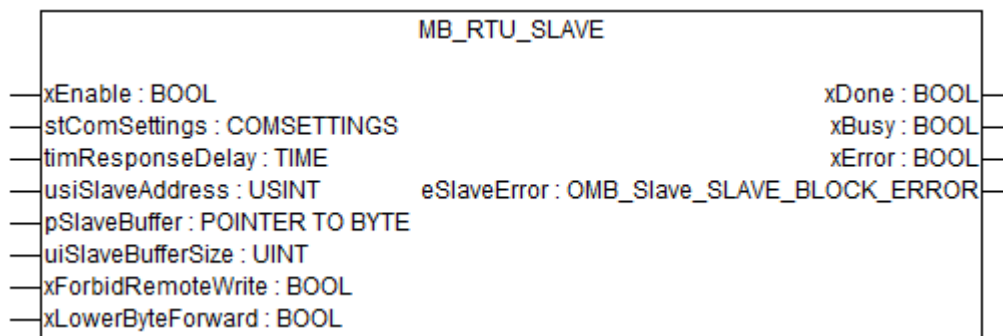 MB_RTU_SLAVE
xEnable : BOOL xDone : BOOL
stComSettings : COMSETTINGS xBusy : BOOL
timResponseDelay : TIME xError : BOOL
usiSlaveAddress : USINT eSlaveError : OMB_Slave_SLAVE_BLOCK_ERROR
pSlaveBuffer : POINTER TO BYTE
uiSlaveBufferSize : UINT
xForbidRemoteWrite : BOOL
xLowerByteForward : BOOL